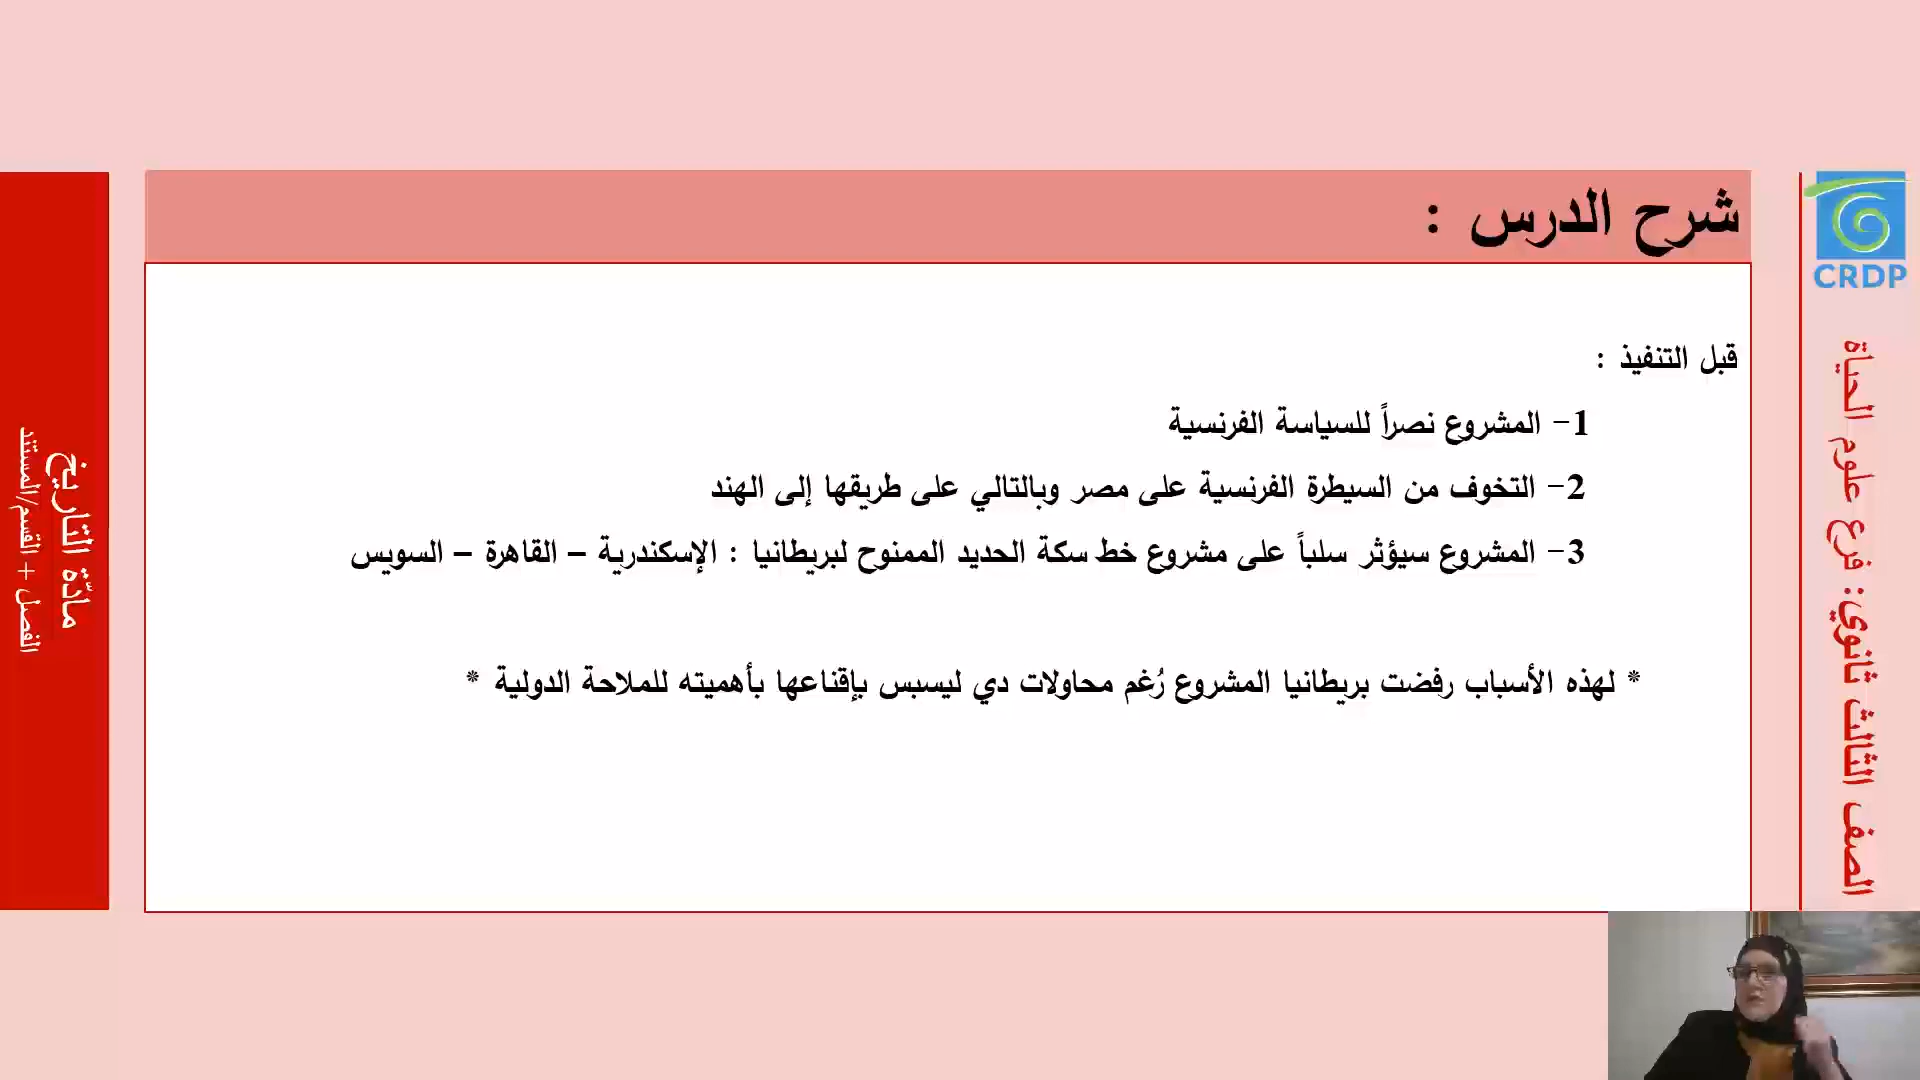 شرح الدرس :
قبل التنفيذ :
1- المشروع نصراً للسياسة الفرنسية
2- التخوف من السيطرة الفرنسية على مصر وبالتالي على طريقها إلى الهند
3- المشروع سيؤثر سلباً على مشروع خط سكة الحديد الممنوح لبريطانيا : الإسكندرية – القاهرة – السويس
* لهذه الأسباب رفضت بريطانيا المشروع رُغم محاولات دي ليسبس بإقناعها بأهميته للملاحة الدولية *
CRDP
الصف الثالث ثانوي: فرع علوم الحياة
مادّة التاريخ
الفصل + القسم/المستند